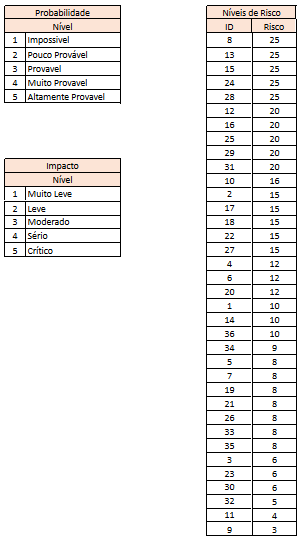 Probabilidade
Nível
1 Impossível
2 Pouco Provável
3 Provavel
4 Muito Provavel
5 Altamente Provavel
Impacto
Nível
1 Muito Leve
2 Leve
3 Moderado
4 Sério
5 Crítico
Níveis de Risco
ID Risco
8 25
13 25
15 25
24 25
28 25
12 20
16 20
25 20
29 20
31 20
10 16
2 15
17 15
18 15
22 15
27 15
4 12
6 12
20 12
1 10
14 10
36 10
34 9
5 8
7 8
19 8
21 8
26 8
33 8
35 8
3 6
23 6
30 6
32 5
11 4
9 3